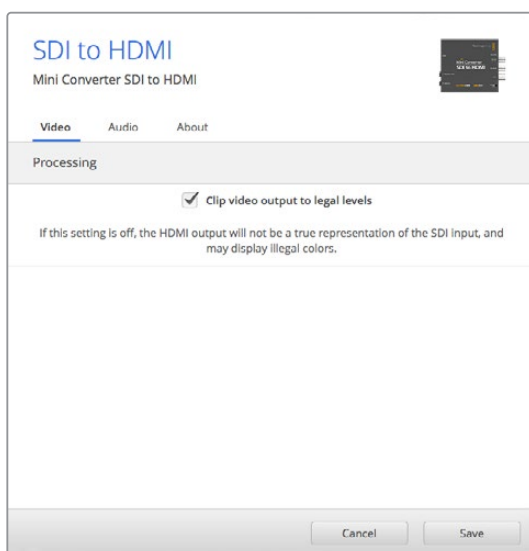 SDI to HDMI
Mini Converter SDI to HDMI
Video Audio About
Processing
Clip video output to legal levels
If this setting is off, the HDMI output will not be a true representation of the SDI input, and
may display illegal colors.
Cancel Save